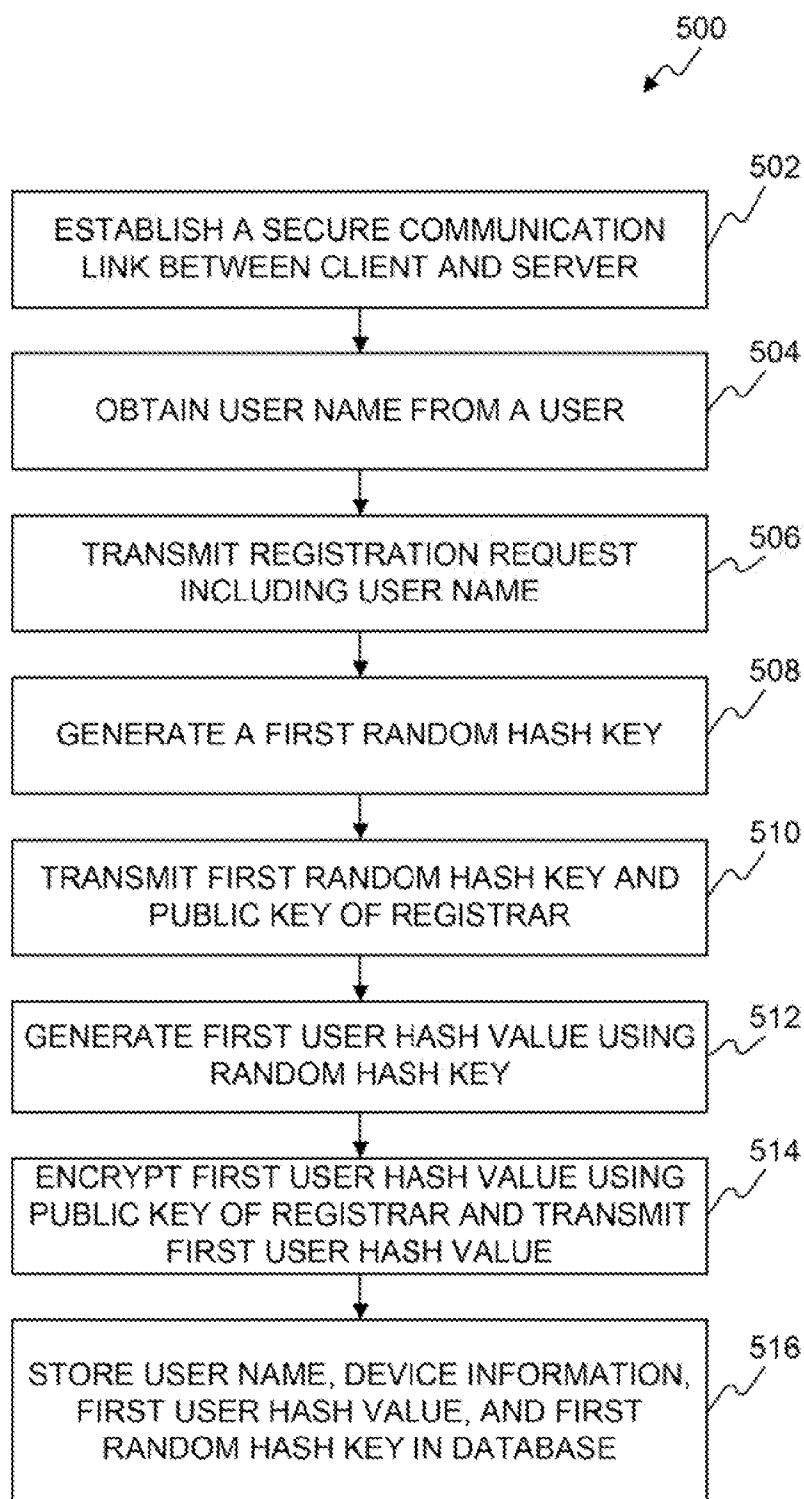 500
502
ESTABLISH A SECURE COMMUNICATION
LINK BETWEEN CLIENT AND SERVER
504
OBTAIN USER NAME FROM A USER
506
TRANSMIT REGISTRATION REQUEST
INCLUDING USER NAME
508
GENERATE A FIRST RANDOM HASH KEY
510
TRANSMIT FIRST RANDOM HASH KEY AND
PUBLIC KEY OF REGISTRAR
512
GENERATE FIRST USER HASH VALUE USING
RANDOM HASH KEY
514
ENCRYPT FIRST USER HASH VALUE USING
PUBLIC KEY OF REGISTRAR AND TRANSMIT
FIRST USER HASH VALUE
516
STORE USER NAME, DEVICE INFORMATION,
FIRST USER HASH VALUE, AND FIRST
RANDOM HASH KEY IN DATABASE